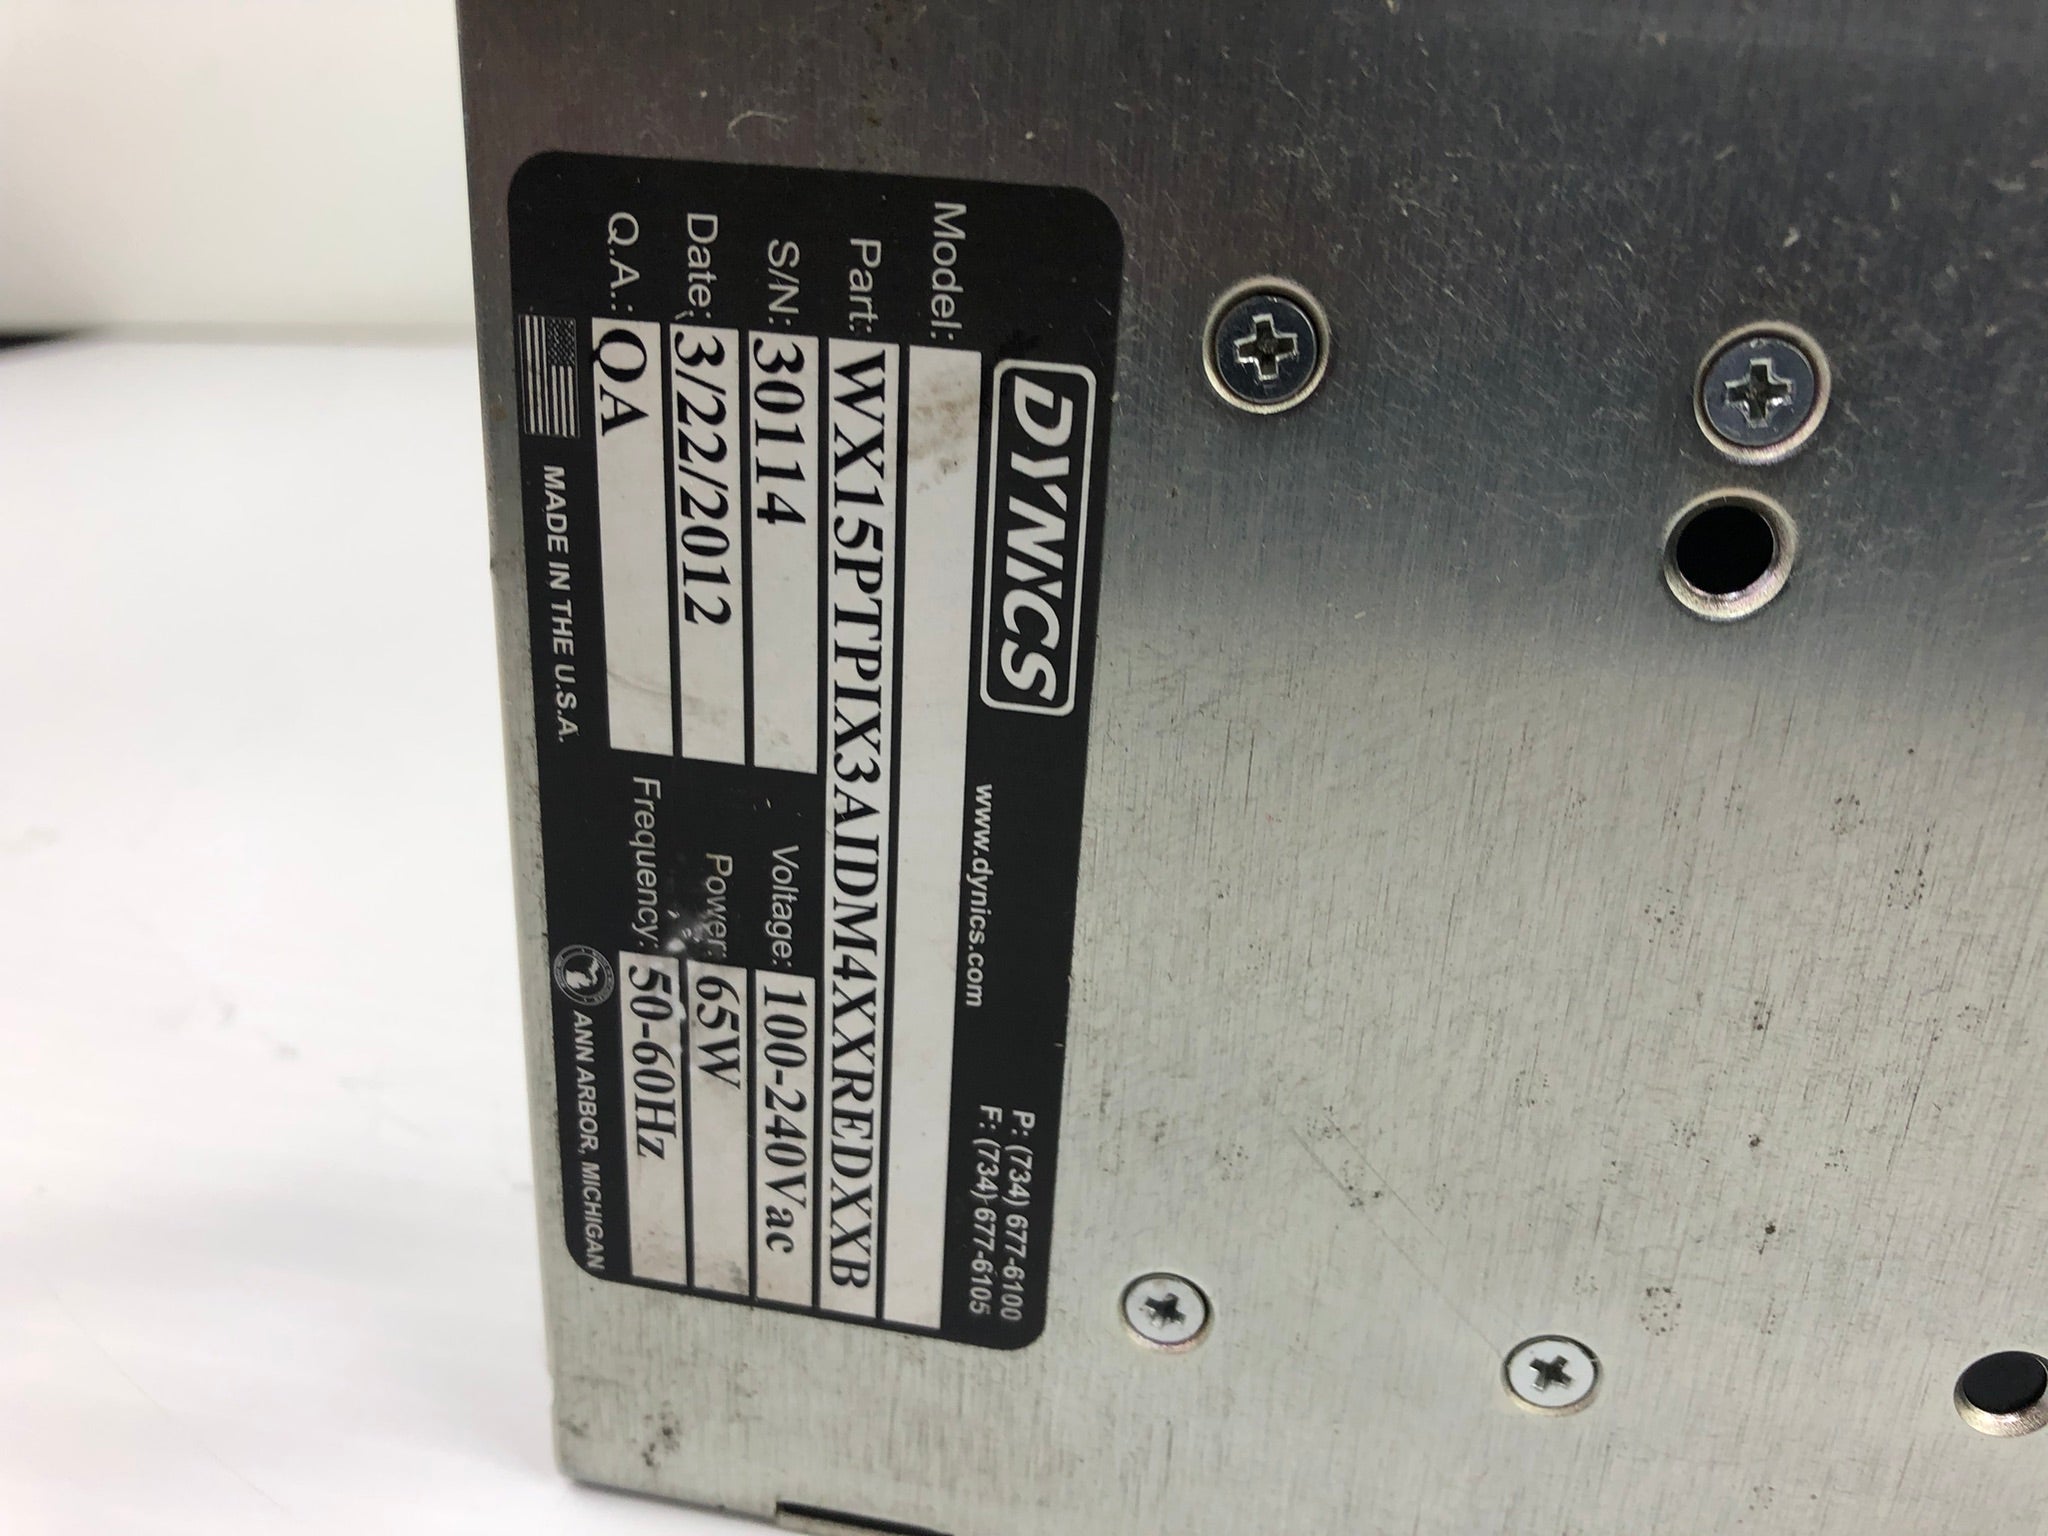 DYNICS
www.dynics.com
P: (734) 677-6100
F: (734) 677-6105
Model:
Part: WX15PTPIX3AIDM4XXXREDXXB
S/N: 30114 Voltage: 100-240Vac
Date: 3/22/2012 Power: 65W
Q.A.: QA Frequency: 50-60Hz
MADE IN THE U.S.A. ANN ARBOR, MICHIGAN